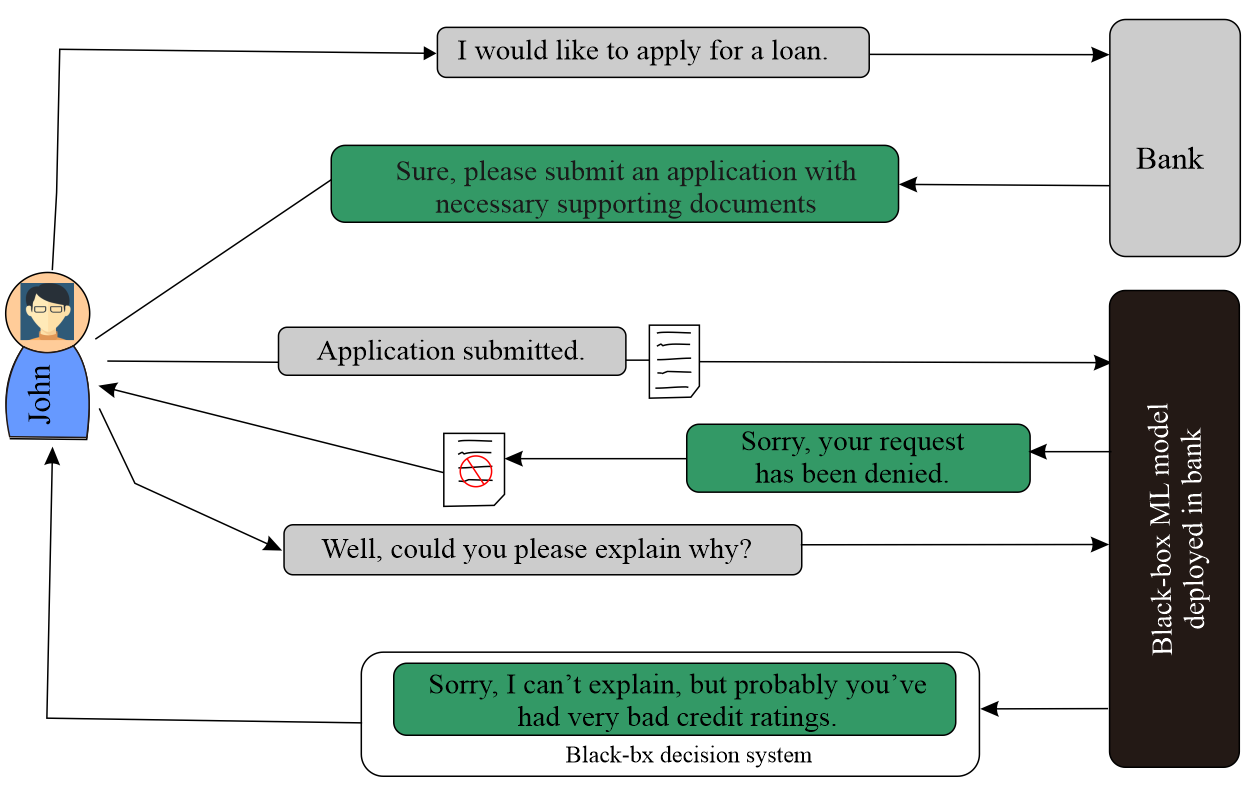 I would like to apply for a loan.
Bank
Sure, please submit an application with
necessary supporting documents
John
Application submitted.
Black-box ML model
deployed in bank
Sorry, your request
has been denied.
Well, could you please explain why?
Sorry, I can’t explain, but probably you’ve
had very bad credit ratings.
Black-bx decision system